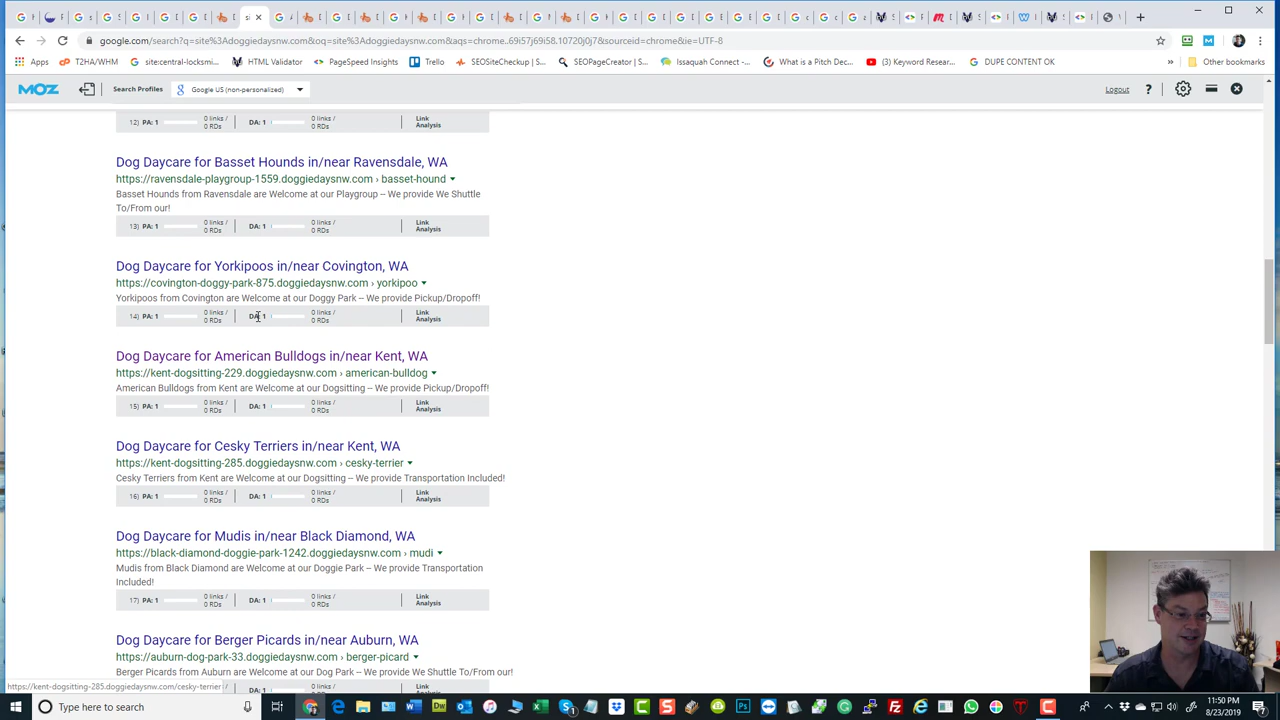 google.com/search?q=site%3Adoggiedaysnw.com&oq=site%3Adoggiedaysnw.com&aqs=chrome..69i57j69i58.10720j0j7&sourceid=chrome&ie=UTF-8
Apps
T2HA/WHM
site:central-locksmi...
HTML Validator
PageSpeed Insights
Trello
SEOSiteCheckup | S...
SEOPageCreator | S...
Issaquah Connect -...
What is a Pitch Dec...
(3) Keyword Resear...
DUPE CONTENT OK
»
Other bookmarks
MOZ
Search Profiles
Google US (non-personalized)
Logout
?
12) PA: 1 0 links / 0 RDs DA: 1 0 links / 0 RDs Link Analysis
Dog Daycare for Basset Hounds in/near Ravensdale, WA
https://ravensdale-playgroup-1559.doggiedaysnw.com › basset-hound
Basset Hounds from Ravensdale are Welcome at our Playgroup -- We provide We Shuttle
To/From our!
13) PA: 1 0 links / 0 RDs DA: 1 0 links / 0 RDs Link Analysis
Dog Daycare for Yorkipoos in/near Covington, WA
https://covington-doggy-park-875.doggiedaysnw.com › yorkipoo
Yorkipoos from Covington are Welcome at our Doggy Park -- We provide Pickup/Dropoff!
14) PA: 1 0 links / 0 RDs DA: 1 0 links / 0 RDs Link Analysis
Dog Daycare for American Bulldogs in/near Kent, WA
https://kent-dogsitting-229.doggiedaysnw.com › american-bulldog
American Bulldogs from Kent are Welcome at our Dogsitting -- We provide Pickup/Dropoff!
15) PA: 1 0 links / 0 RDs DA: 1 0 links / 0 RDs Link Analysis
Dog Daycare for Cesky Terriers in/near Kent, WA
https://kent-dogsitting-285.doggiedaysnw.com › cesky-terrier
Cesky Terriers from Kent are Welcome at our Dogsitting -- We provide Transportation Included!
16) PA: 1 0 links / 0 RDs DA: 1 0 links / 0 RDs Link Analysis
Dog Daycare for Mudis in/near Black Diamond, WA
https://black-diamond-doggie-park-1242.doggiedaysnw.com › mudi
Mudis from Black Diamond are Welcome at our Doggie Park -- We provide Transportation
Included!
17) PA: 1 0 links / 0 RDs DA: 1 0 links / 0 RDs Link Analysis
Dog Daycare for Berger Picards in/near Auburn, WA
https://auburn-dog-park-33.doggiedaysnw.com › berger-picard
Berger Picards from Auburn are Welcome at our Dog Park -- We provide We Shuttle To/From our!
https://kent-dogsitting-285.doggiedaysnw.com/cesky-terrier
Type here to search
11:50 PM
8/23/2019